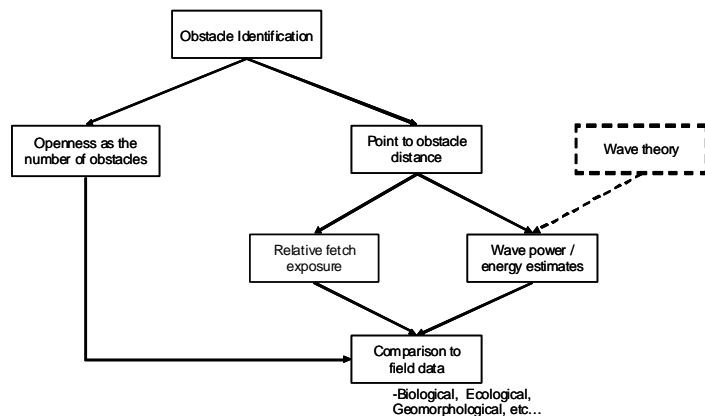 Obstacle Identification
Openness as the
number of obstacles
Point to obstacle
distance
Wave theory
Relative fetch
exposure
Wave power /
energy estimates
Comparison to
field data
-Biological, Ecological,
Geomorphological, etc...